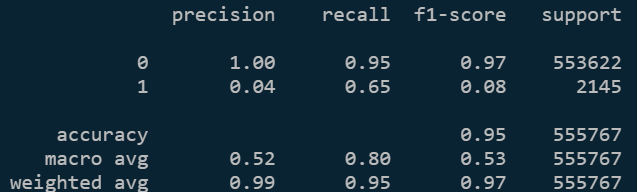 precision recall f1-score support
0 1.00 0.95 0.97 553622
1 0.04 0.65 0.08 2145
accuracy 0.95 555767
macro avg 0.52 0.80 0.53 555767
weighted avg 0.99 0.95 0.97 555767